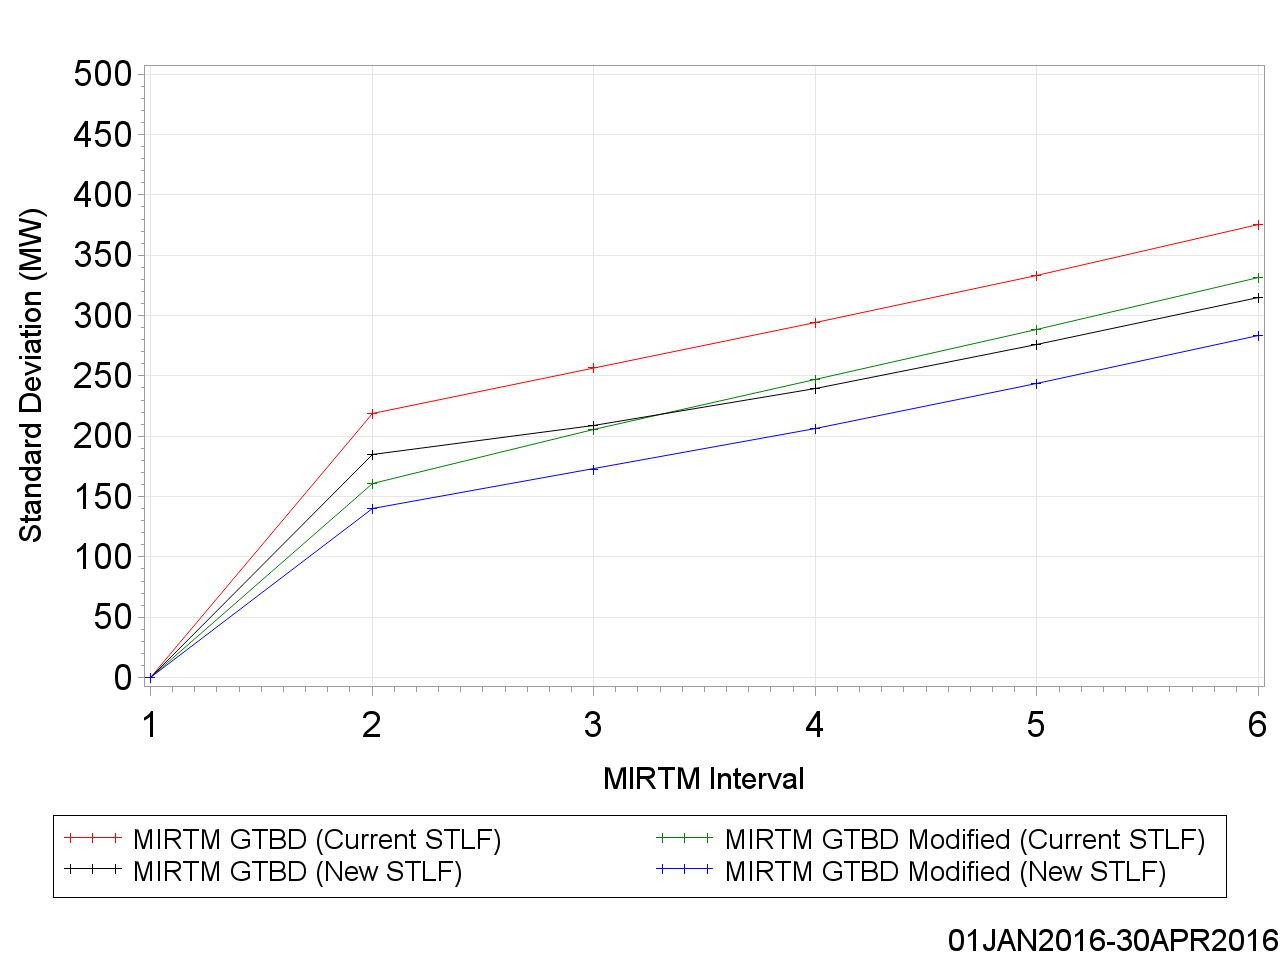 500
450
400
350
300
250
200
150
100
50
0
Standard Deviation (MW)
1 2 3 4 5 6
MIRTM Interval
MIRTM GTBD (Current STLF) MIRTM GTBD Modified (Current STLF)
MIRTM GTBD (New STLF) MIRTM GTBD Modified (New STLF)
01JAN2016-30APR2016